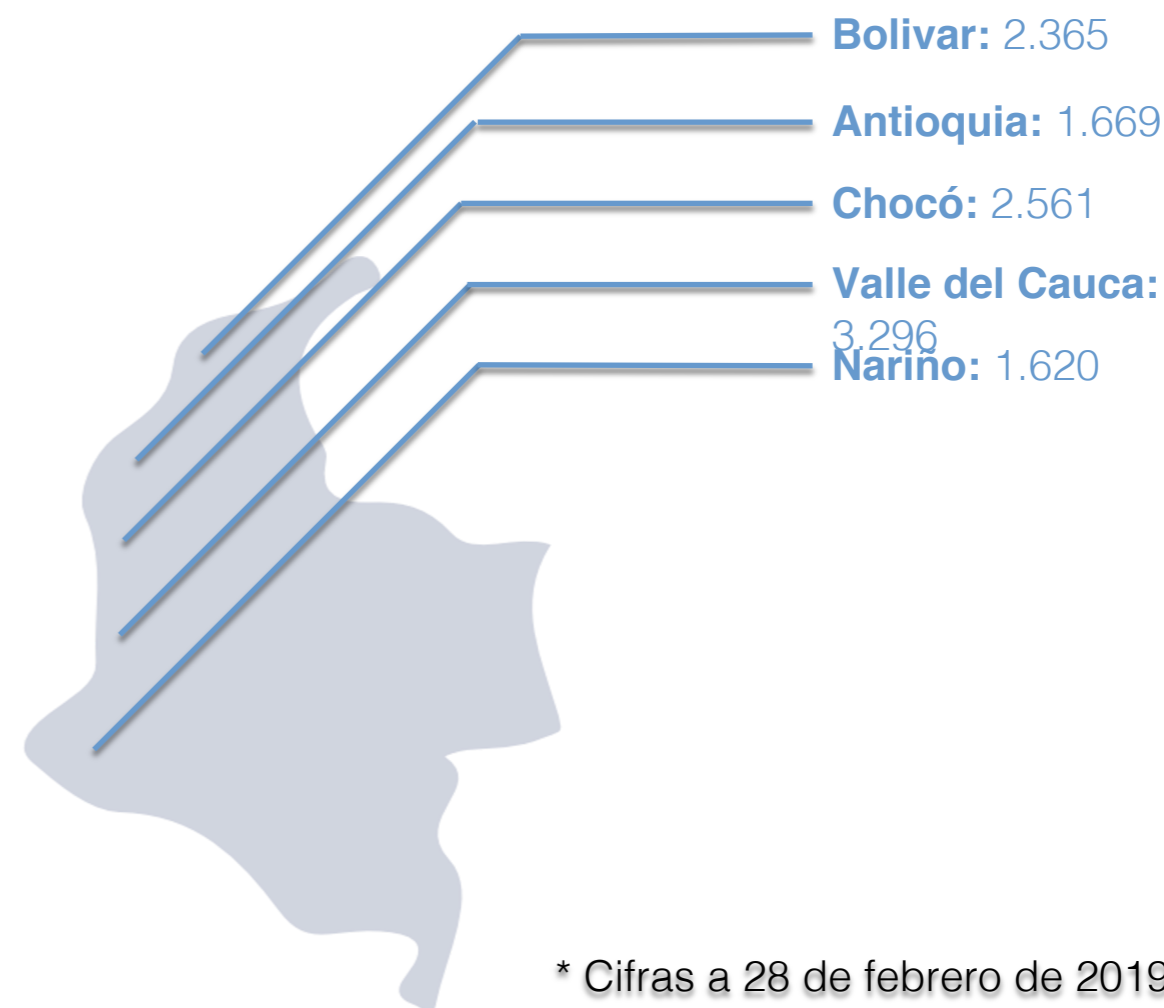 Bolivar: 2.365
Antioquia: 1.669
Chocó: 2.561
Valle del Cauca:
3.296
Nariño: 1.620
* Cifras a 28 de febrero de 2019